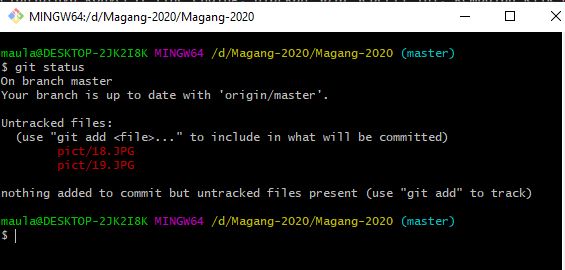 MINGW64:/d/Magang-2020/Magang-2020
maula@DESKTOP-2JK2I8K MINGW64 /d/Magang-2020/Magang-2020 (master)
$ git status
On branch master
Your branch is up to date with 'origin/master'.
Untracked files:
(use "git add <file>..." to include in what will be committed)
pict/18.JPG
pict/19.JPG
nothing added to commit but untracked files present (use "git add" to track)
maula@DESKTOP-2JK2I8K MINGW64 /d/Magang-2020/Magang-2020 (master)
$